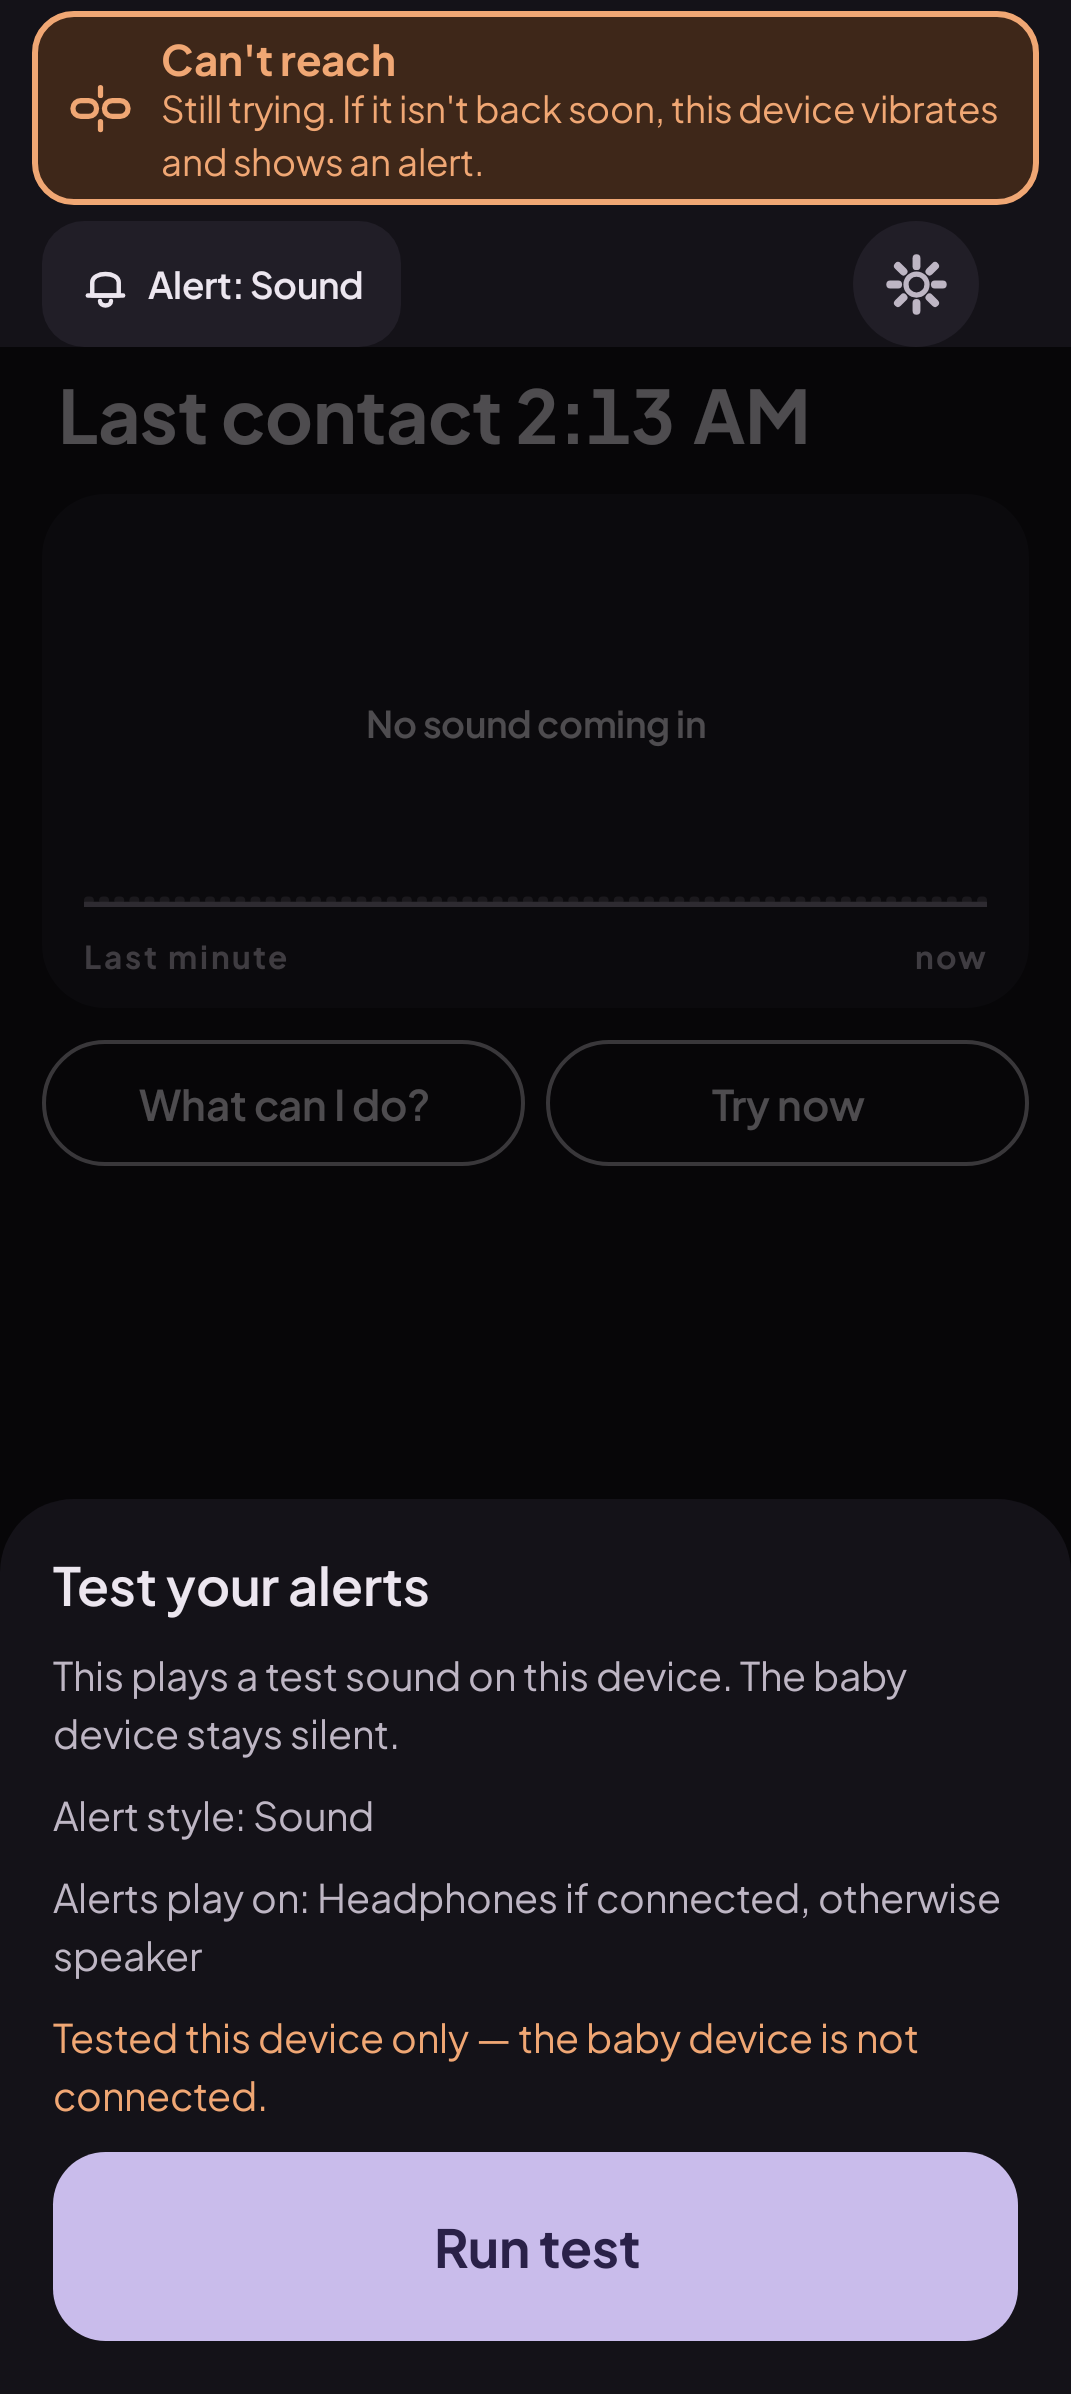 Can't reach
Still trying. If it isn't back soon, this device vibrates
and shows an alert.
Alert: Sound
Last contact 2:13 AM
No sound coming in
Last minute
now
What can I do?
Try now
Test your alerts
This plays a test sound on this device. The baby
device stays silent.
Alert style: Sound
Alerts play on: Headphones if connected, otherwise
speaker
Tested this device only — the baby device is not
connected.
Run test